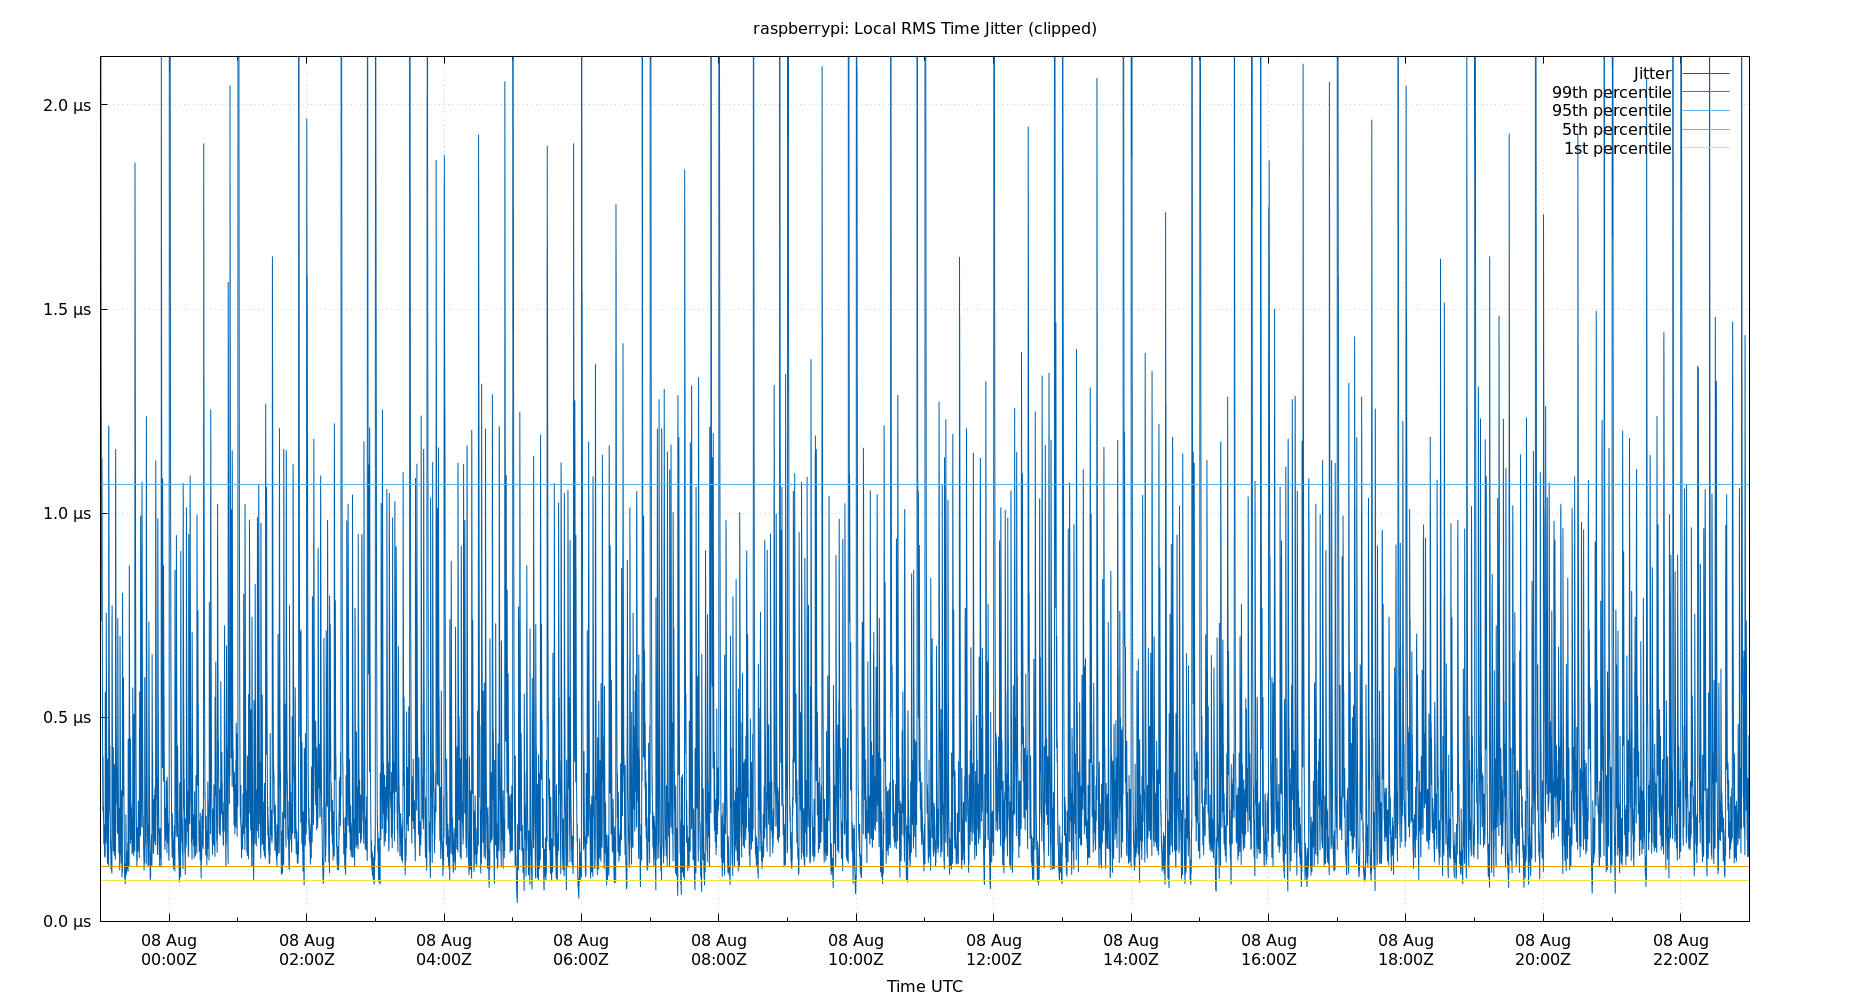 raspberrypi: Local RMS Time Jitter (clipped)
Jitter
99th percentile
95th percentile
5th percentile
1st percentile
2.0 μs
1.5 μs
1.0 μs
0.5 μs
0.0 μs
08 Aug 08 Aug 08 Aug 08 Aug 08 Aug 08 Aug 08 Aug 08 Aug 08 Aug 08 Aug 08 Aug 08 Aug
00:00Z 02:00Z 04:00Z 06:00Z 08:00Z 10:00Z 12:00Z 14:00Z 16:00Z 18:00Z 20:00Z 22:00Z
Time UTC